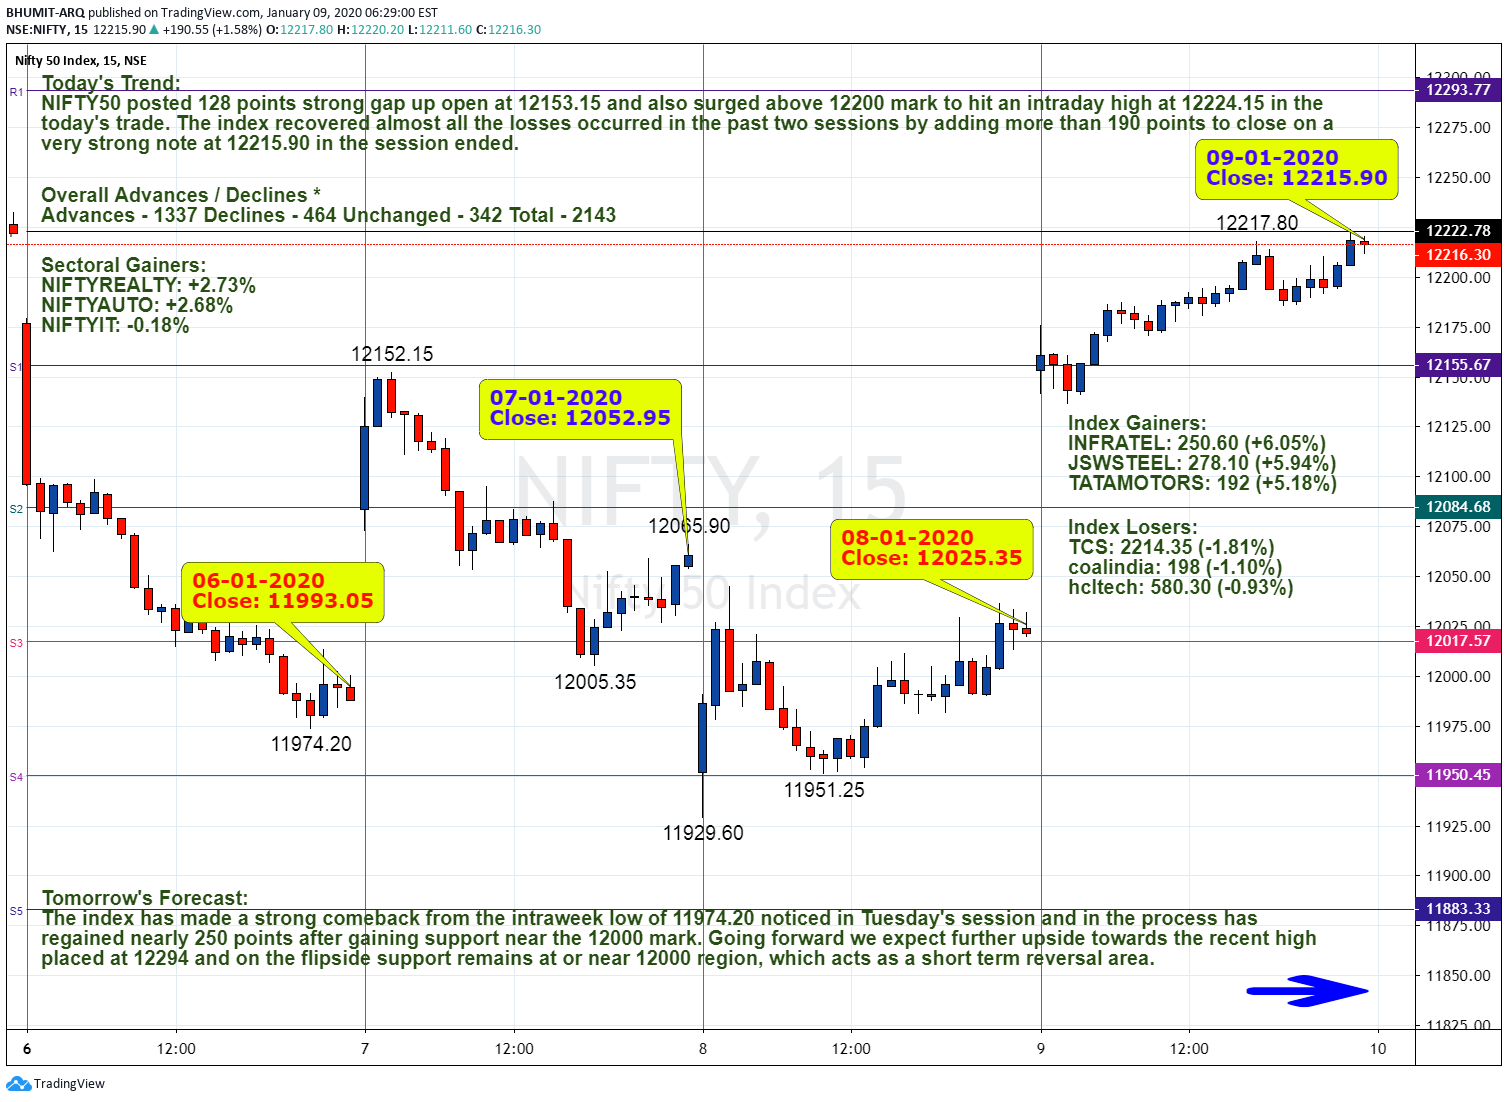 BHUMIT-ARQ published on TradingView.com, January 09, 2020 06:29:00 EST
NSE:NIFTY, 15 12215.90 ▲ +190.55 (+1.58%) O:12217.80 H:12220.20 L:12211.60 C:12216.30
Nifty 50 Index, 15, NSE
Today's Trend:
NIFTY50 posted 128 points strong gap up open at 12153.15 and also surged above 12200 mark to hit an intraday high at 12224.15 in the
today's trade. The index recovered almost all the losses occurred in the past two sessions by adding more than 190 points to close on a
very strong note at 12215.90 in the session ended.
Overall Advances / Declines *
Advances - 1337 Declines - 464 Unchanged - 342 Total - 2143
Sectoral Gainers:
NIFTYREALTY: +2.73%
NIFTYAUTO: +2.68%
NIFTYIT: -0.18%
R1
S1
S2
S3
S4
S5
NIFTY, 15
Nifty 50 Index
06-01-2020
Close: 11993.05
11974.20
12152.15
07-01-2020
Close: 12052.95
12065.90
12005.35
11929.60
08-01-2020
Close: 12025.35
11951.25
09-01-2020
Close: 12215.90
12217.80
Index Gainers:
INFRATEL: 250.60 (+6.05%)
JSWSTEEL: 278.10 (+5.94%)
TATAMOTORS: 192 (+5.18%)
Index Losers:
TCS: 2214.35 (-1.81%)
coalindia: 198 (-1.10%)
hcltech: 580.30 (-0.93%)
Tomorrow's Forecast:
The index has made a strong comeback from the intraweek low of 11974.20 noticed in Tuesday's session and in the process has
regained nearly 250 points after gaining support near the 12000 mark. Going forward we expect further upside towards the recent high
placed at 12294 and on the flipside support remains at or near 12000 region, which acts as a short term reversal area.
12300.00
12293.77
12275.00
12250.00
12222.78
12216.30
12200.00
12175.00
12155.67
12150.00
12125.00
12100.00
12084.68
12075.00
12050.00
12025.00
12017.57
12000.00
11975.00
11950.45
11925.00
11900.00
11883.33
11875.00
11850.00
11825.00
6 12:00 7 12:00 8 12:00 9 12:00 10
TradingView